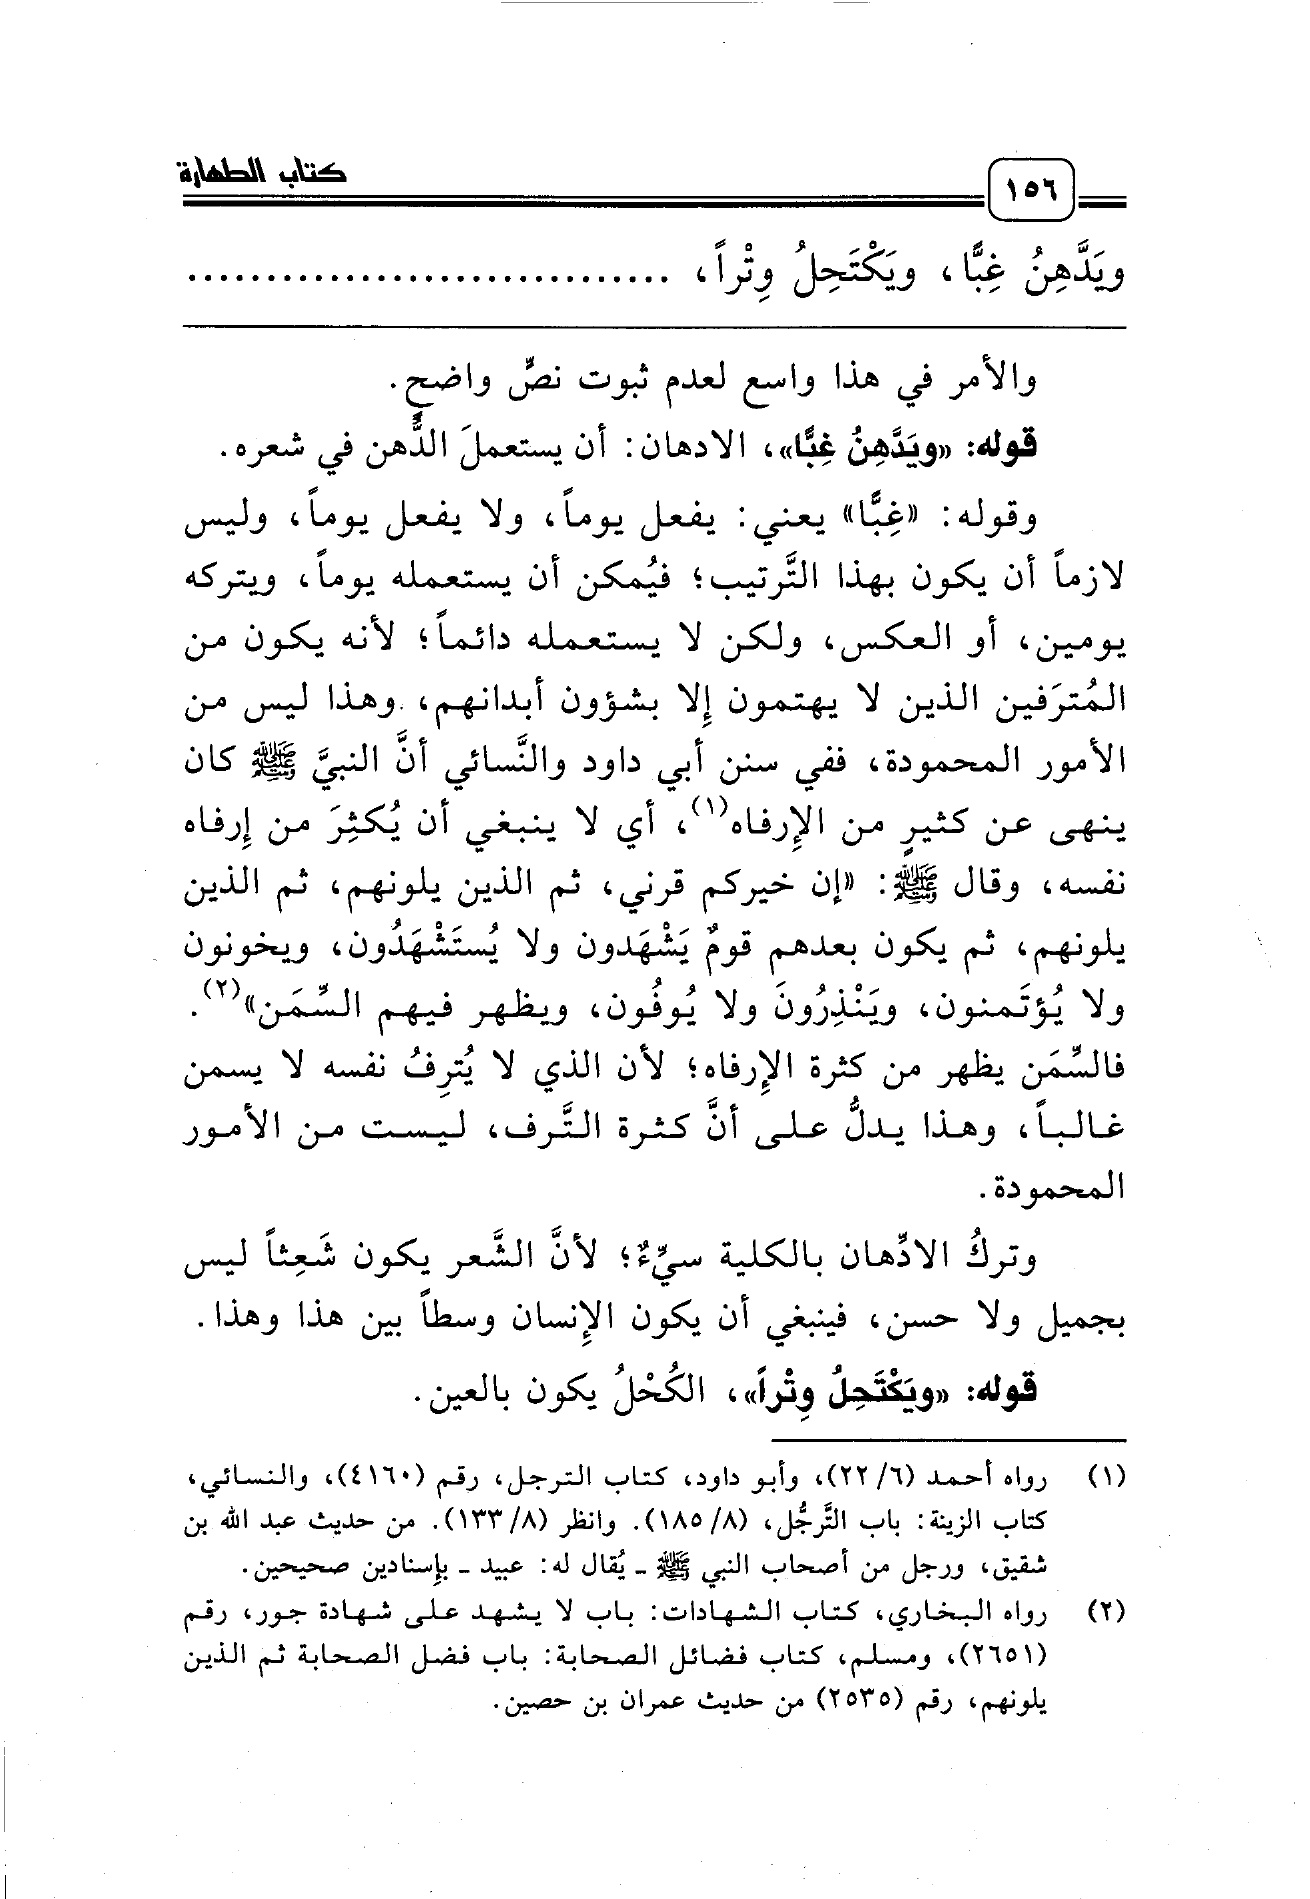 كتاب الطهارة
١٥٦
ويَدَّهِنُ غِبًّا، ويَكْتَحِلُ وِتْراً، ...............................
والأمر في هذا واسع لعدم ثبوت نصٍّ واضحٍ.
قوله: «ويَدَّهِنُ غِبًّا»، الادهان: أن يستعملَ الدُّهن في شعره.
وقوله: «غِبًّا» يعني: يفعل يوماً، ولا يفعل يوماً، وليس
لازماً أن يكون بهذا التَّرتيب؛ فيُمكن أن يستعمله يوماً، ويتركه
يومين، أو العكس، ولكن لا يستعمله دائماً؛ لأنه يكون من
المُترَفين الذين لا يهتمون إلا بشؤون أبدانهم، وهذا ليس من
الأمور المحمودة، ففي سنن أبي داود والنَّسائي أنَّ النبيَّ ﷺ كان
ينهى عن كثيرٍ من الإرفاه(١)، أي لا ينبغي أن يُكثِرَ من إرفاه
نفسه، وقال ﷺ: «إن خيركم قرني، ثم الذين يلونهم، ثم الذين
يلونهم، ثم يكون بعدهم قومٌ يَشْهَدون ولا يُستَشْهَدُون، ويخونون
ولا يُؤتَمنون، ويَنْذِرُونَ ولا يُوفُون، ويظهر فيهم السِّمَن»(٢).
فالسِّمَن يظهر من كثرة الإرفاه؛ لأن الذي لا يُترِفُ نفسه لا يسمن
غالباً، وهذا يدلُّ على أنَّ كثرة التَّرف، ليست من الأمور
المحمودة.
وتركُ الادِّهان بالكلية سيِّءٌ؛ لأنَّ الشَّعر يكون شَعِثاً ليس
بجميل ولا حسن، فينبغي أن يكون الإنسان وسطاً بين هذا وهذا.
قوله: «ويَكْتَحِلُ وِتْراً»، الكُحْلُ يكون بالعين.
(١) رواه أحمد (٦/ ٢٢)، وأبو داود، كتاب الترجل، رقم (٤١٦٠)، والنسائي،
كتاب الزينة: باب التَّرجُّل، (٨/ ١٨٥). وانظر (٨/ ١٣٣). من حديث عبد الله بن
شقيق، ورجل من أصحاب النبي ﷺ ـ يُقال له: عبيد ـ بإسنادين صحيحين.
(٢) رواه البخاري، كتاب الشهادات: باب لا يشهد على شهادة جور، رقم
(٢٦٥١)، ومسلم، كتاب فضائل الصحابة: باب فضل الصحابة ثم الذين
يلونهم، رقم (٢٥٣٥) من حديث عمران بن حصين.